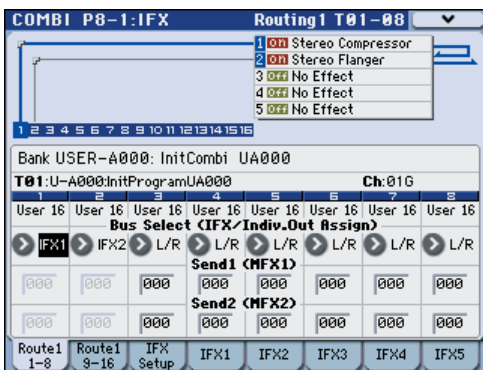 COMBI P8-1:IFX Routing1 T01-08
1 on Stereo Compressor
2 on Stereo Flanger
3 Off No Effect
4 Off No Effect
5 Off No Effect
1 2 3 4 5 6 7 8 9 10 11 12 13 14 15 16
Bank USER-A000: InitCombi UA000
T01:U-A000:InitProgramUA000 Ch:01G
1 2 3 4 5 6 7 8
User 16 User 16 User 16 User 16 User 16 User 16 User 16 User 16
Bus Select (IFX/Indiv.Out Assign)
IFX1 IFX2 L/R L/R L/R L/R L/R L/R
Send1 (MFX1)
000 000 000 000 000 000 000 000
Send2 (MFX2)
000 000 000 000 000 000 000 000
Route1 1-8 Route1 9-16 IFX Setup IFX1 IFX2 IFX3 IFX4 IFX5